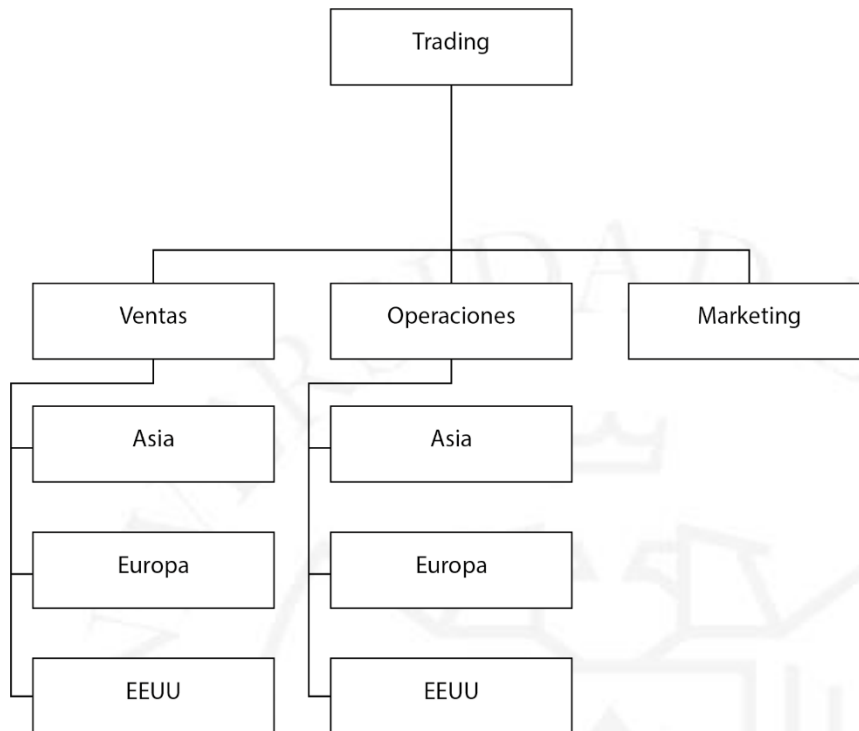 Trading
Ventas
Operaciones
Marketing
Asia
Asia
Europa
Europa
EEUU
EEUU